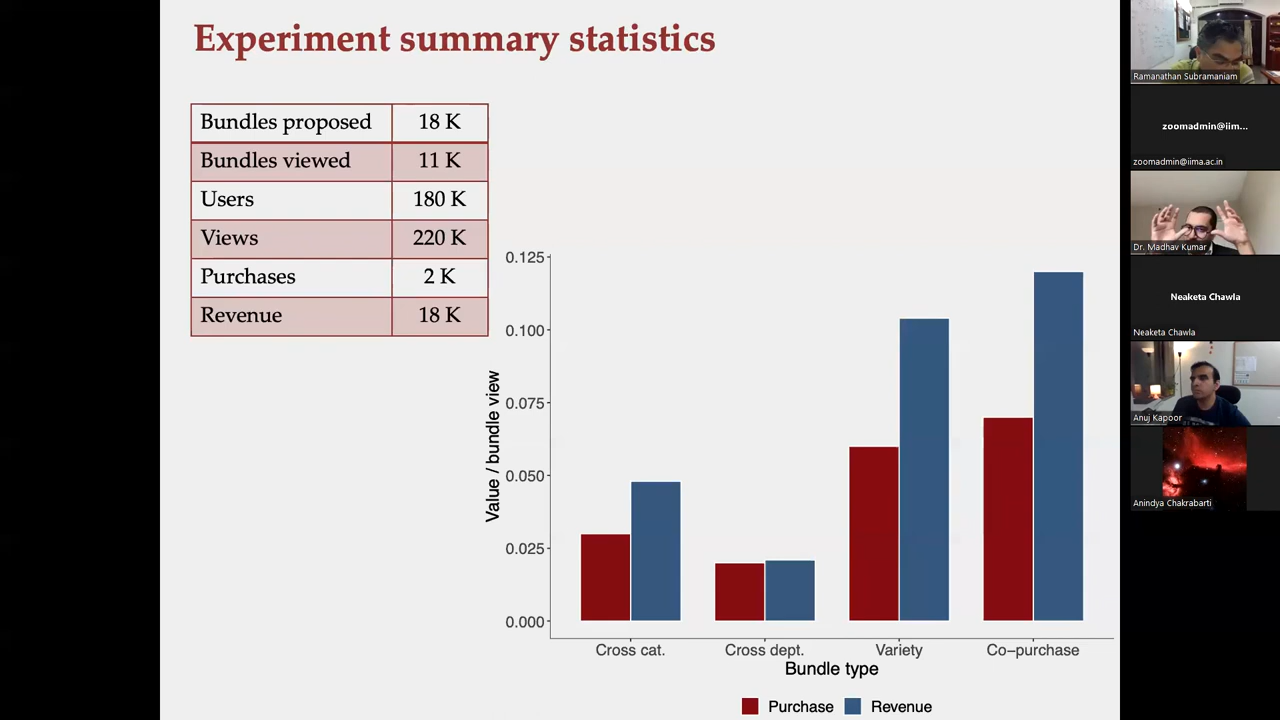 Experiment summary statistics
Bundles proposed 18 K
Bundles viewed 11 K
Users 180 K
Views 220 K
Purchases 2 K
Revenue 18 K
Value / bundle view
0.125
0.100
0.075
0.050
0.025
0.000
Cross cat. Cross dept. Variety Co-purchase
Bundle type
Purchase Revenue
Ramanathan Subramaniam
zoomadmin@iim...
zoomadmin@iima.ac.in
Dr. Madhav Kumar
Neaketa Chawla
Neaketa Chawla
Anuj Kapoor
Anindya Chakrabarti